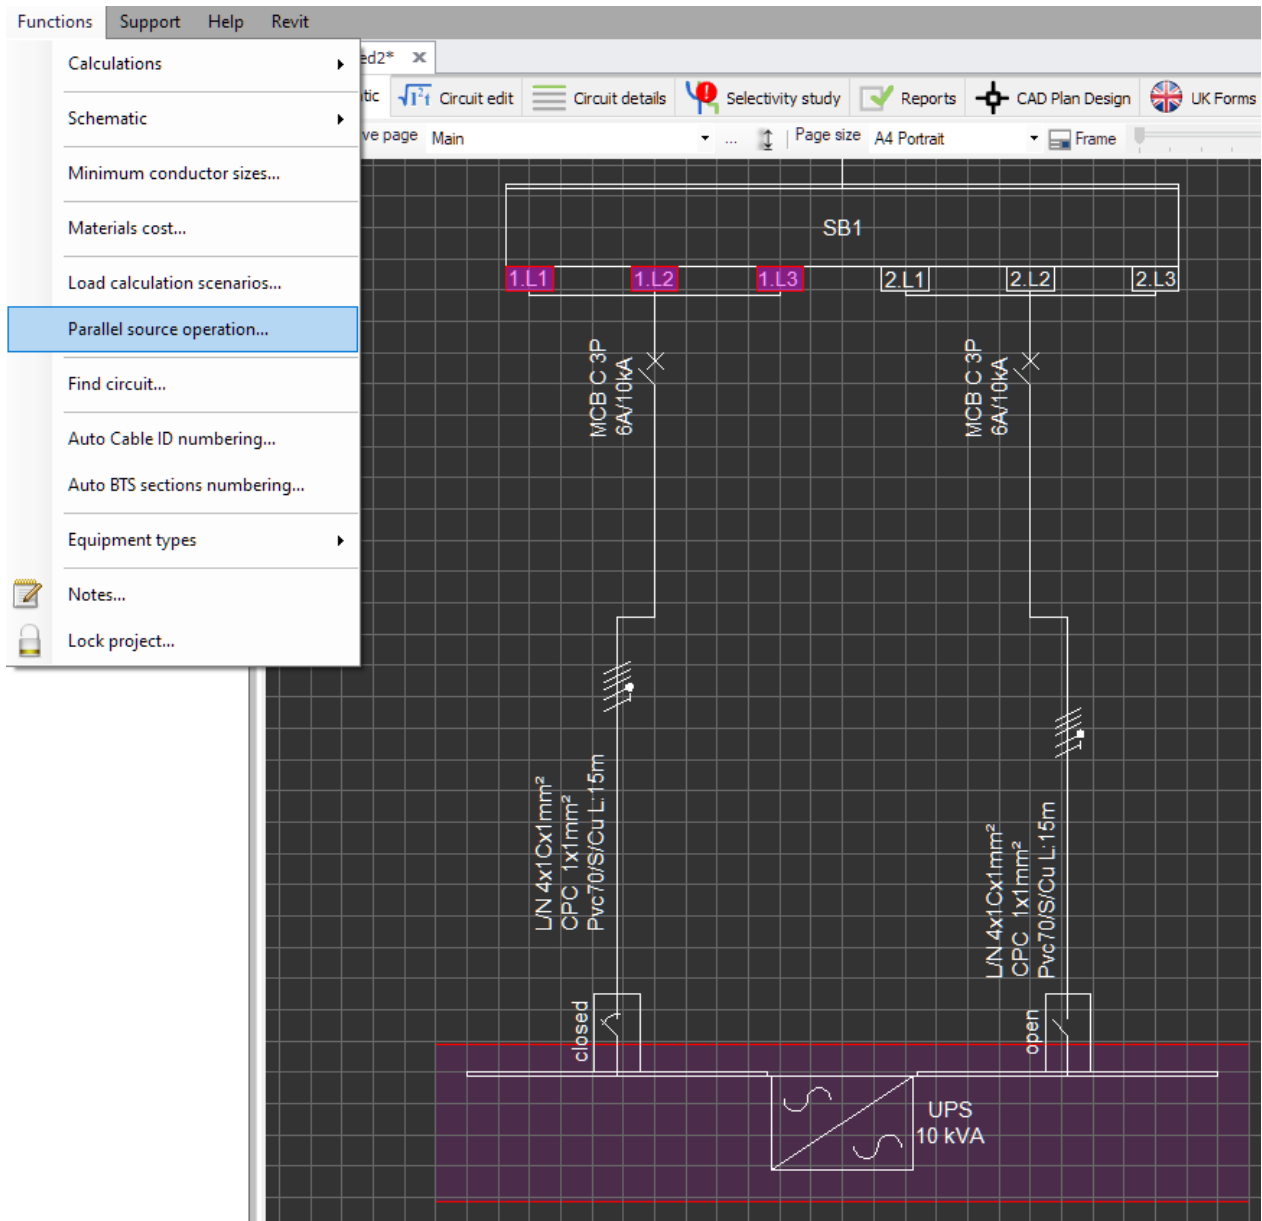 Functions Support Help Revit
Calculations
Schematic
Minimum conductor sizes...
Materials cost...
Load calculation scenarios...
Parallel source operation...
Find circuit...
Auto Cable ID numbering...
Auto BTS sections numbering...
Equipment types
Notes...
Lock project...
ed2*
tic Circuit edit Circuit details Selectivity study Reports CAD Plan Design UK Forms
ve page Main ... Page size A4 Portrait Frame
SB1
1.L1 1.L2 1.L3 2.L1 2.L2 2.L3
MCB C 3P
6A/10kA
MCB C 3P
6A/10kA
L/N 4x1Cx1mm²
CPC 1x1mm²
Pvc70/S/Cu L:15m
L/N 4x1Cx1mm²
CPC 1x1mm²
Pvc70/S/Cu L:15m
closed
open
UPS
10 kVA